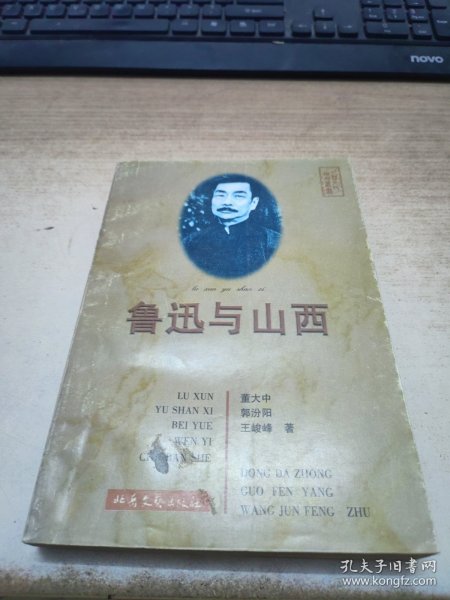 novo
lu xun yu shan xi
鲁迅与山西
LU XUN
YU SHAN XI
BEI YUE
WEN YI
SHE
董大中
郭汾阳
王峻峰 著
DONG DA ZHONG
GUO FEN YANG
WANG JUN FENG ZHU
北岳文艺出版社
孔夫子旧书网
www.kongfz.com